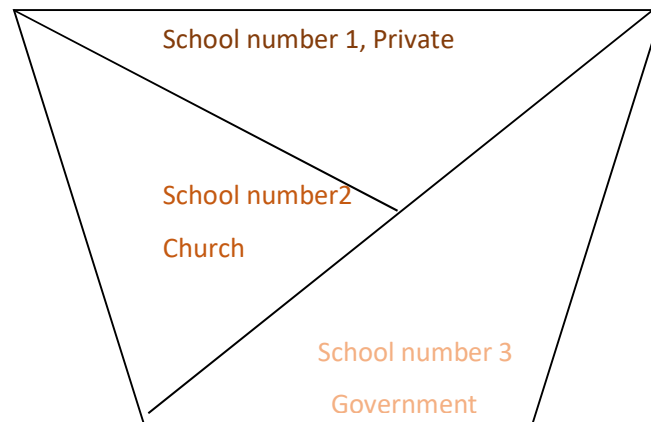 School number 1, Private
School number2
Church
School number 3
Government